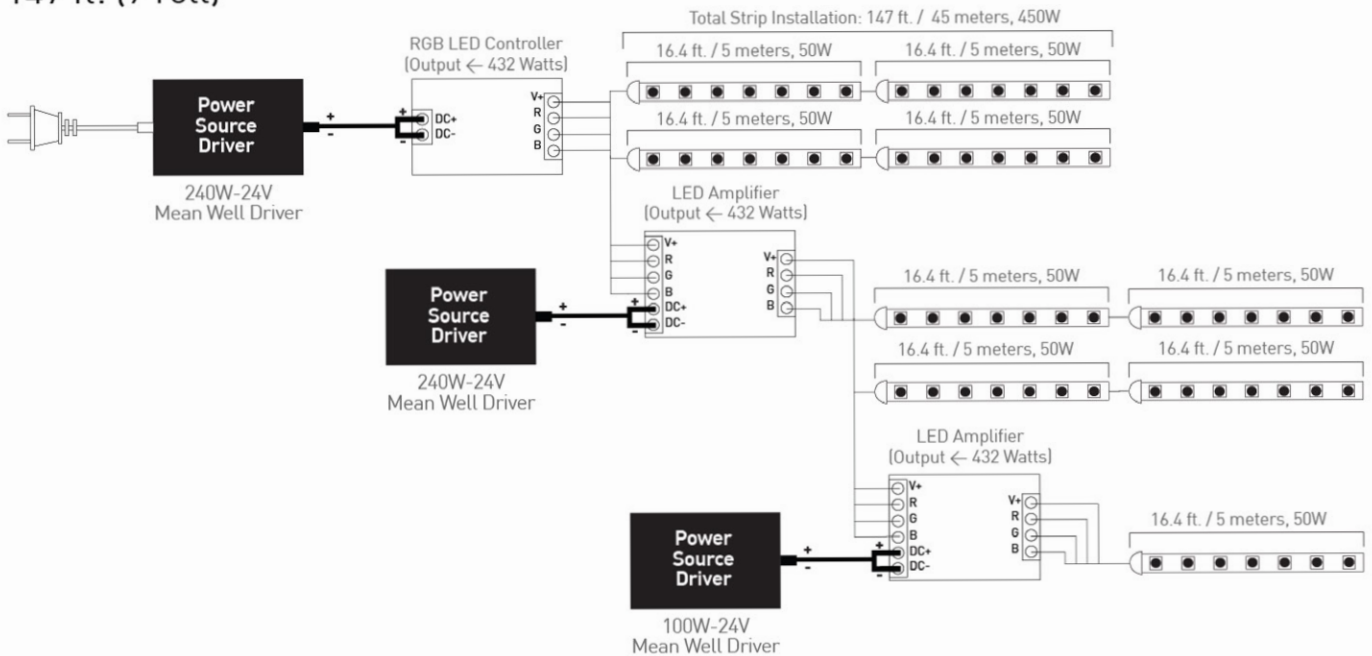 147 ft. (9 roll)
Total Strip Installation: 147 ft. / 45 meters, 450W
RGB LED Controller
(Output ← 432 Watts)
16.4 ft. / 5 meters, 50W
16.4 ft. / 5 meters, 50W
Power
Source
Driver
+
-
+
-
DC+
DC-
V+
R
G
B
16.4 ft. / 5 meters, 50W
16.4 ft. / 5 meters, 50W
240W-24V
Mean Well Driver
LED Amplifier
(Output ← 432 Watts)
V+
R
G
B
DC+
DC-
V+
R
G
B
16.4 ft. / 5 meters, 50W
16.4 ft. / 5 meters, 50W
Power
Source
Driver
+
-
+
-
16.4 ft. / 5 meters, 50W
16.4 ft. / 5 meters, 50W
240W-24V
Mean Well Driver
LED Amplifier
(Output ← 432 Watts)
V+
R
G
B
DC+
DC-
V+
R
G
B
16.4 ft. / 5 meters, 50W
Power
Source
Driver
+
-
+
-
100W-24V
Mean Well Driver